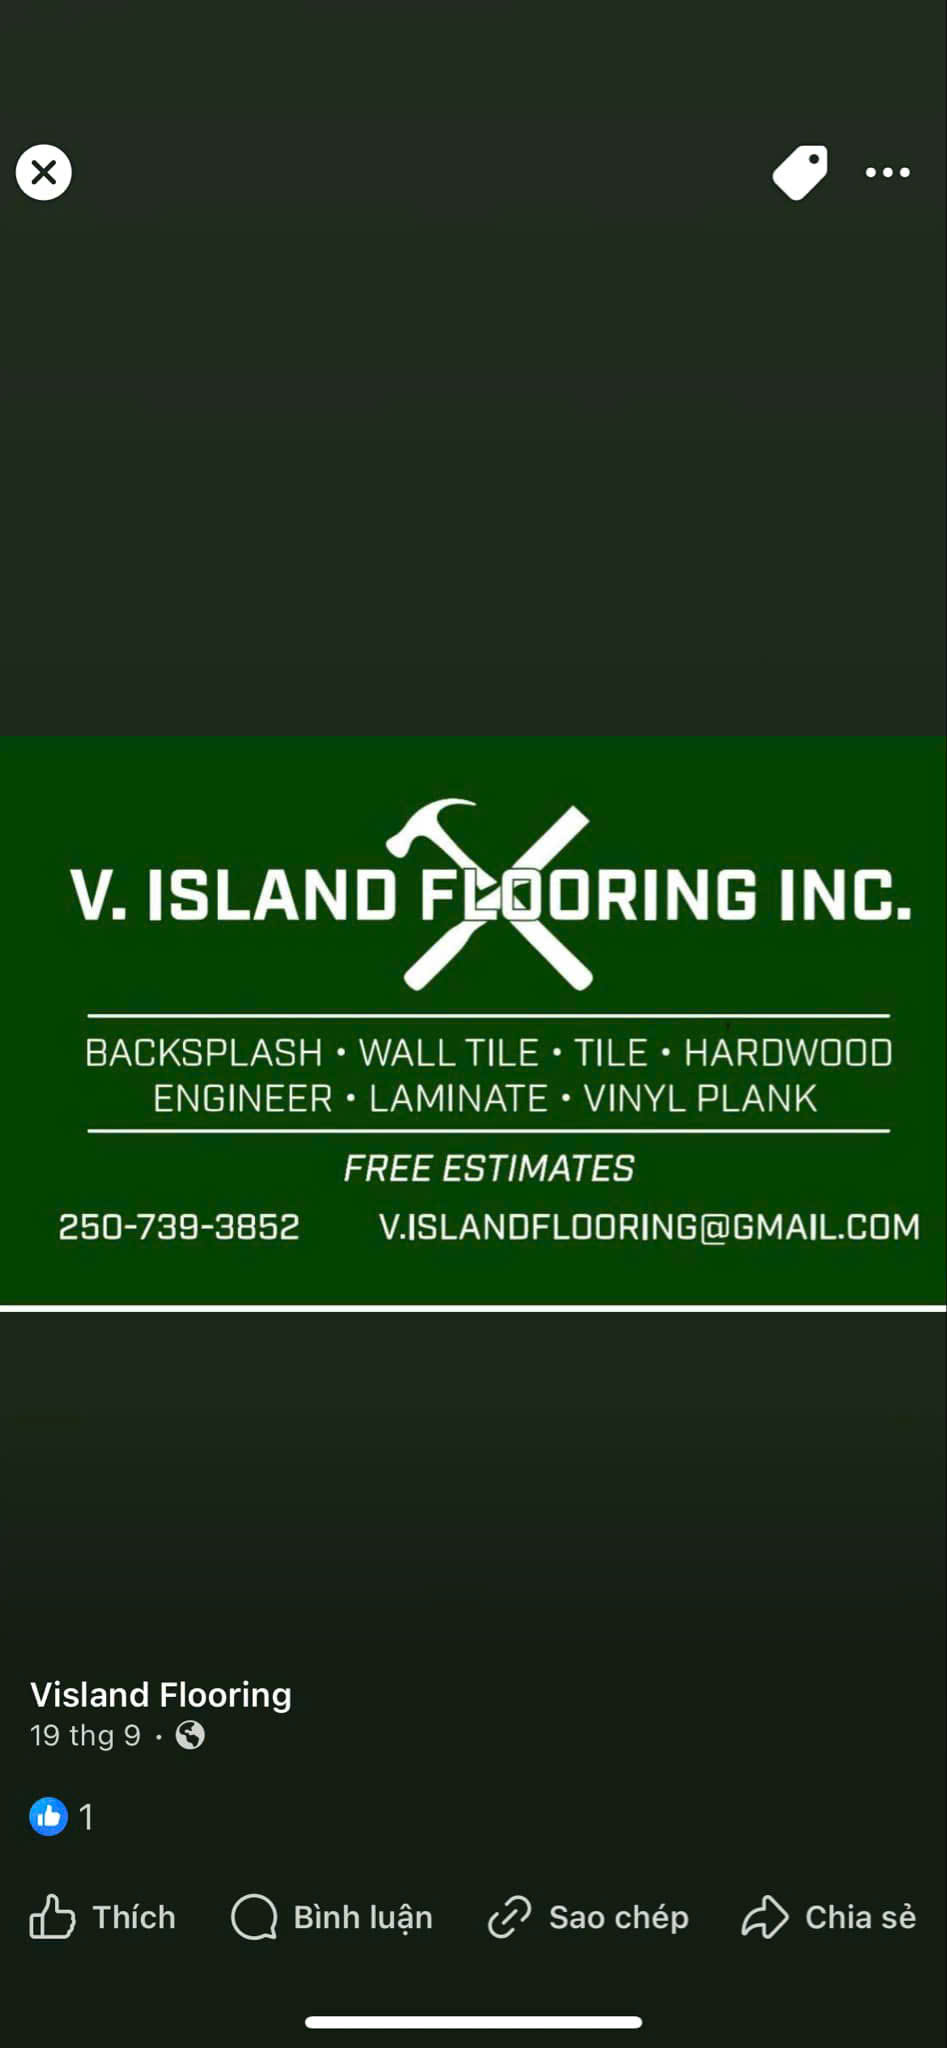 V. ISLAND FLOORING INC.
BACKSPLASH • WALL TILE • TILE • HARDWOOD
ENGINEER • LAMINATE • VINYL PLANK
FREE ESTIMATES
250-739-3852 V.ISLANDFLOORING@GMAIL.COM
Visland Flooring
19 thg 9 ·
1
Thích Bình luận Sao chép Chia sẻ